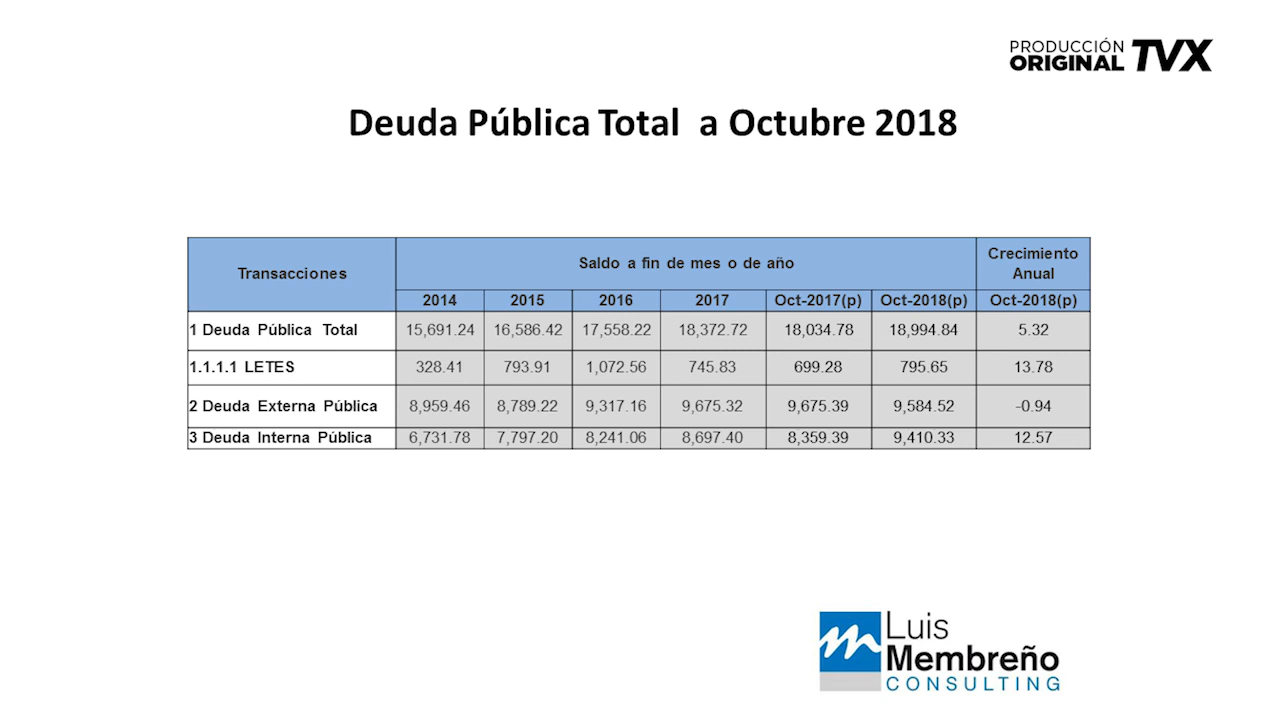 PRODUCCIÓN
ORIGINAL TVX
Deuda Pública Total a Octubre 2018
Transacciones Saldo a fin de mes o de año Crecimiento Anual
2014 2015 2016 2017 Oct-2017(p) Oct-2018(p) Oct-2018(p)
1 Deuda Pública Total 15,691.24 16,586.42 17,558.22 18,372.72 18,034.78 18,994.84 5.32
1.1.1.1 LETES 328.41 793.91 1,072.56 745.83 699.28 795.65 13.78
2 Deuda Externa Pública 8,959.46 8,789.22 9,317.16 9,675.32 9,675.39 9,584.52 -0.94
3 Deuda Interna Pública 6,731.78 7,797.20 8,241.06 8,697.40 8,359.39 9,410.33 12.57
Luis
Membreño
CONSULTING